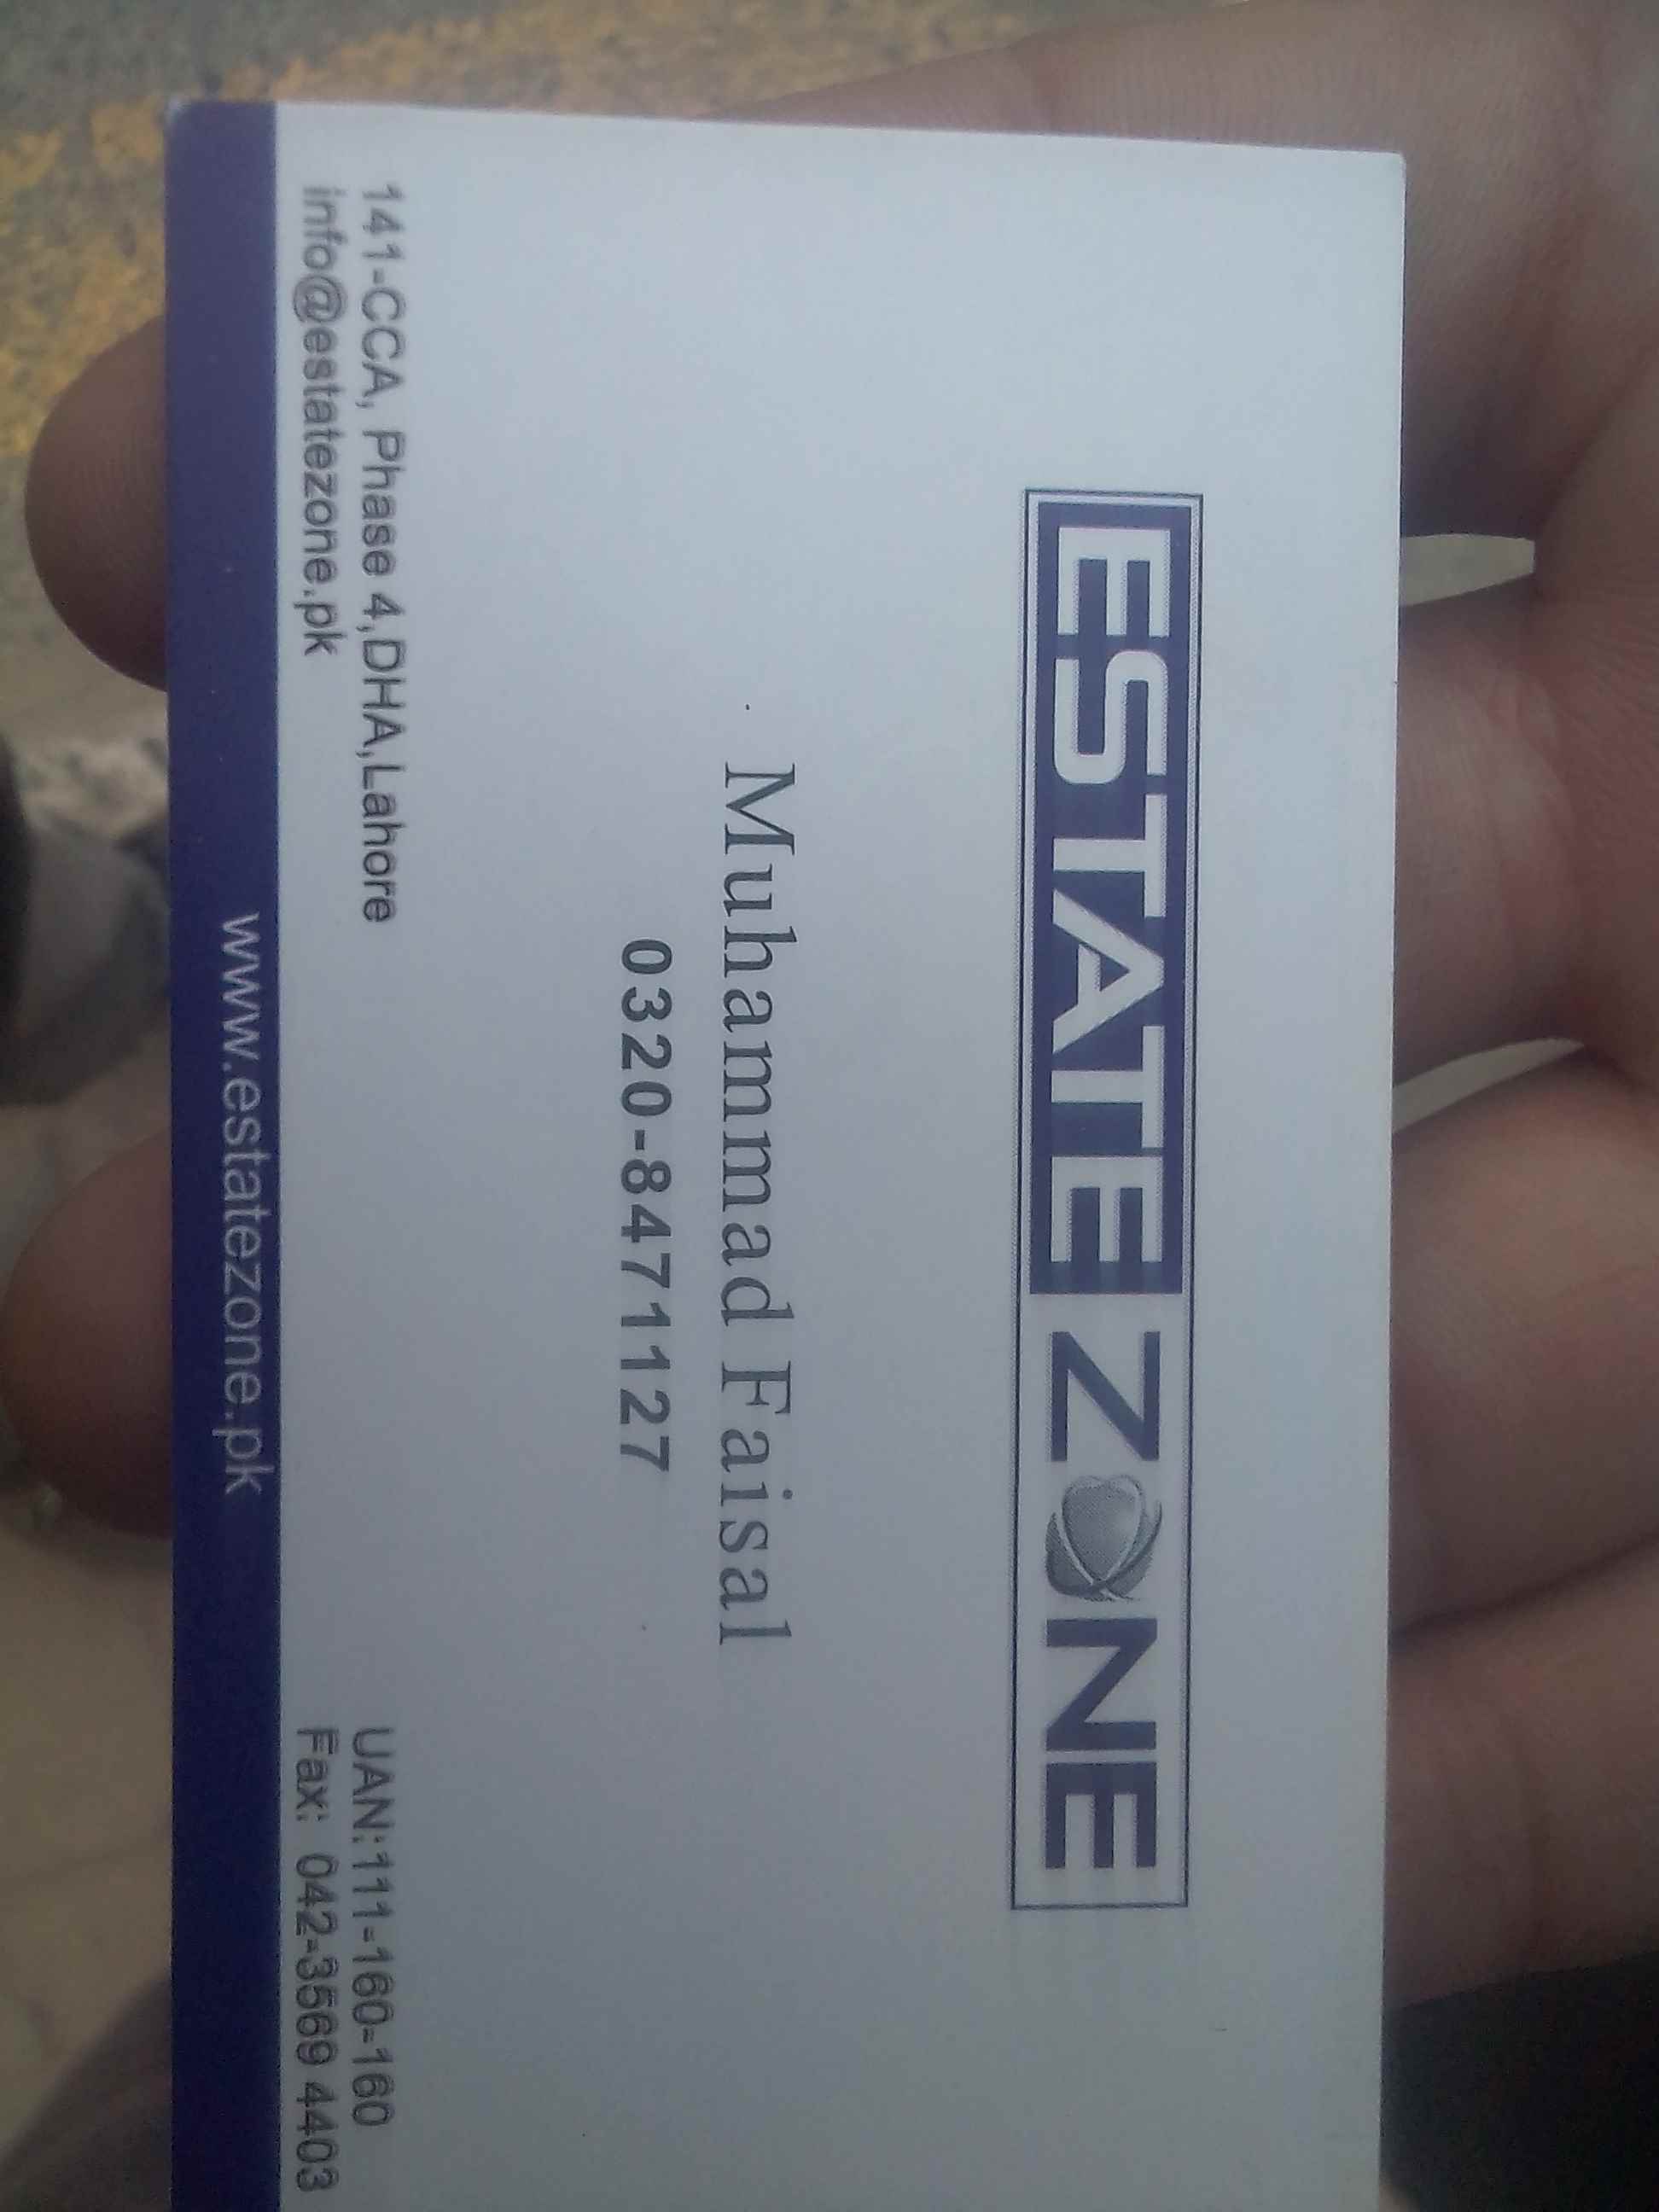 ESTATE ZONE
Muhammad Faisal
0320-8471127
141-CCA, Phase 4,DHA,Lahore
info@estatezone.pk
UAN:111-160-160
Fax: 042-3569 4403
www.estatezone.pk